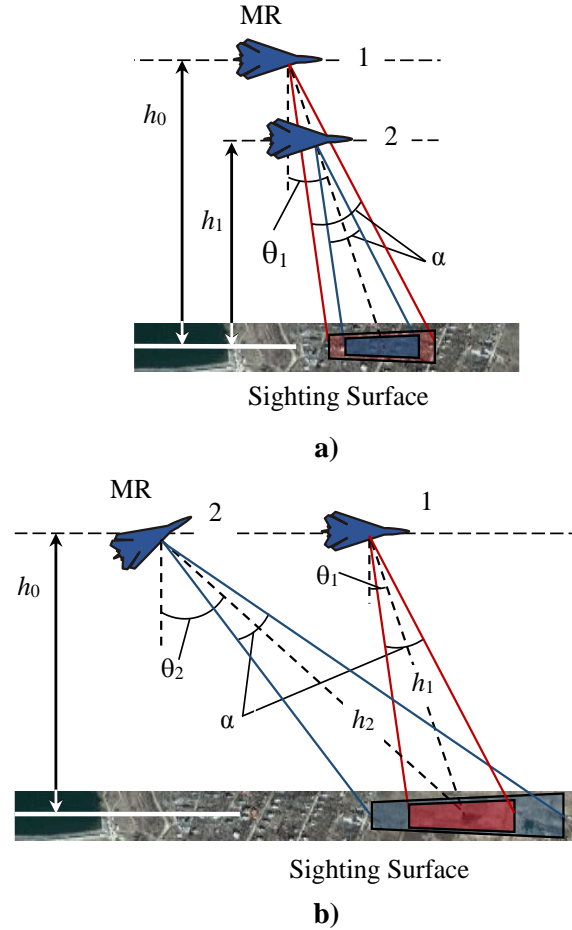 MR
1
h₀
2
h₁
θ₁
α
Sighting Surface
a)
MR
2
1
h₀
θ₁
θ₂
h₁
α
h₂
Sighting Surface
b)